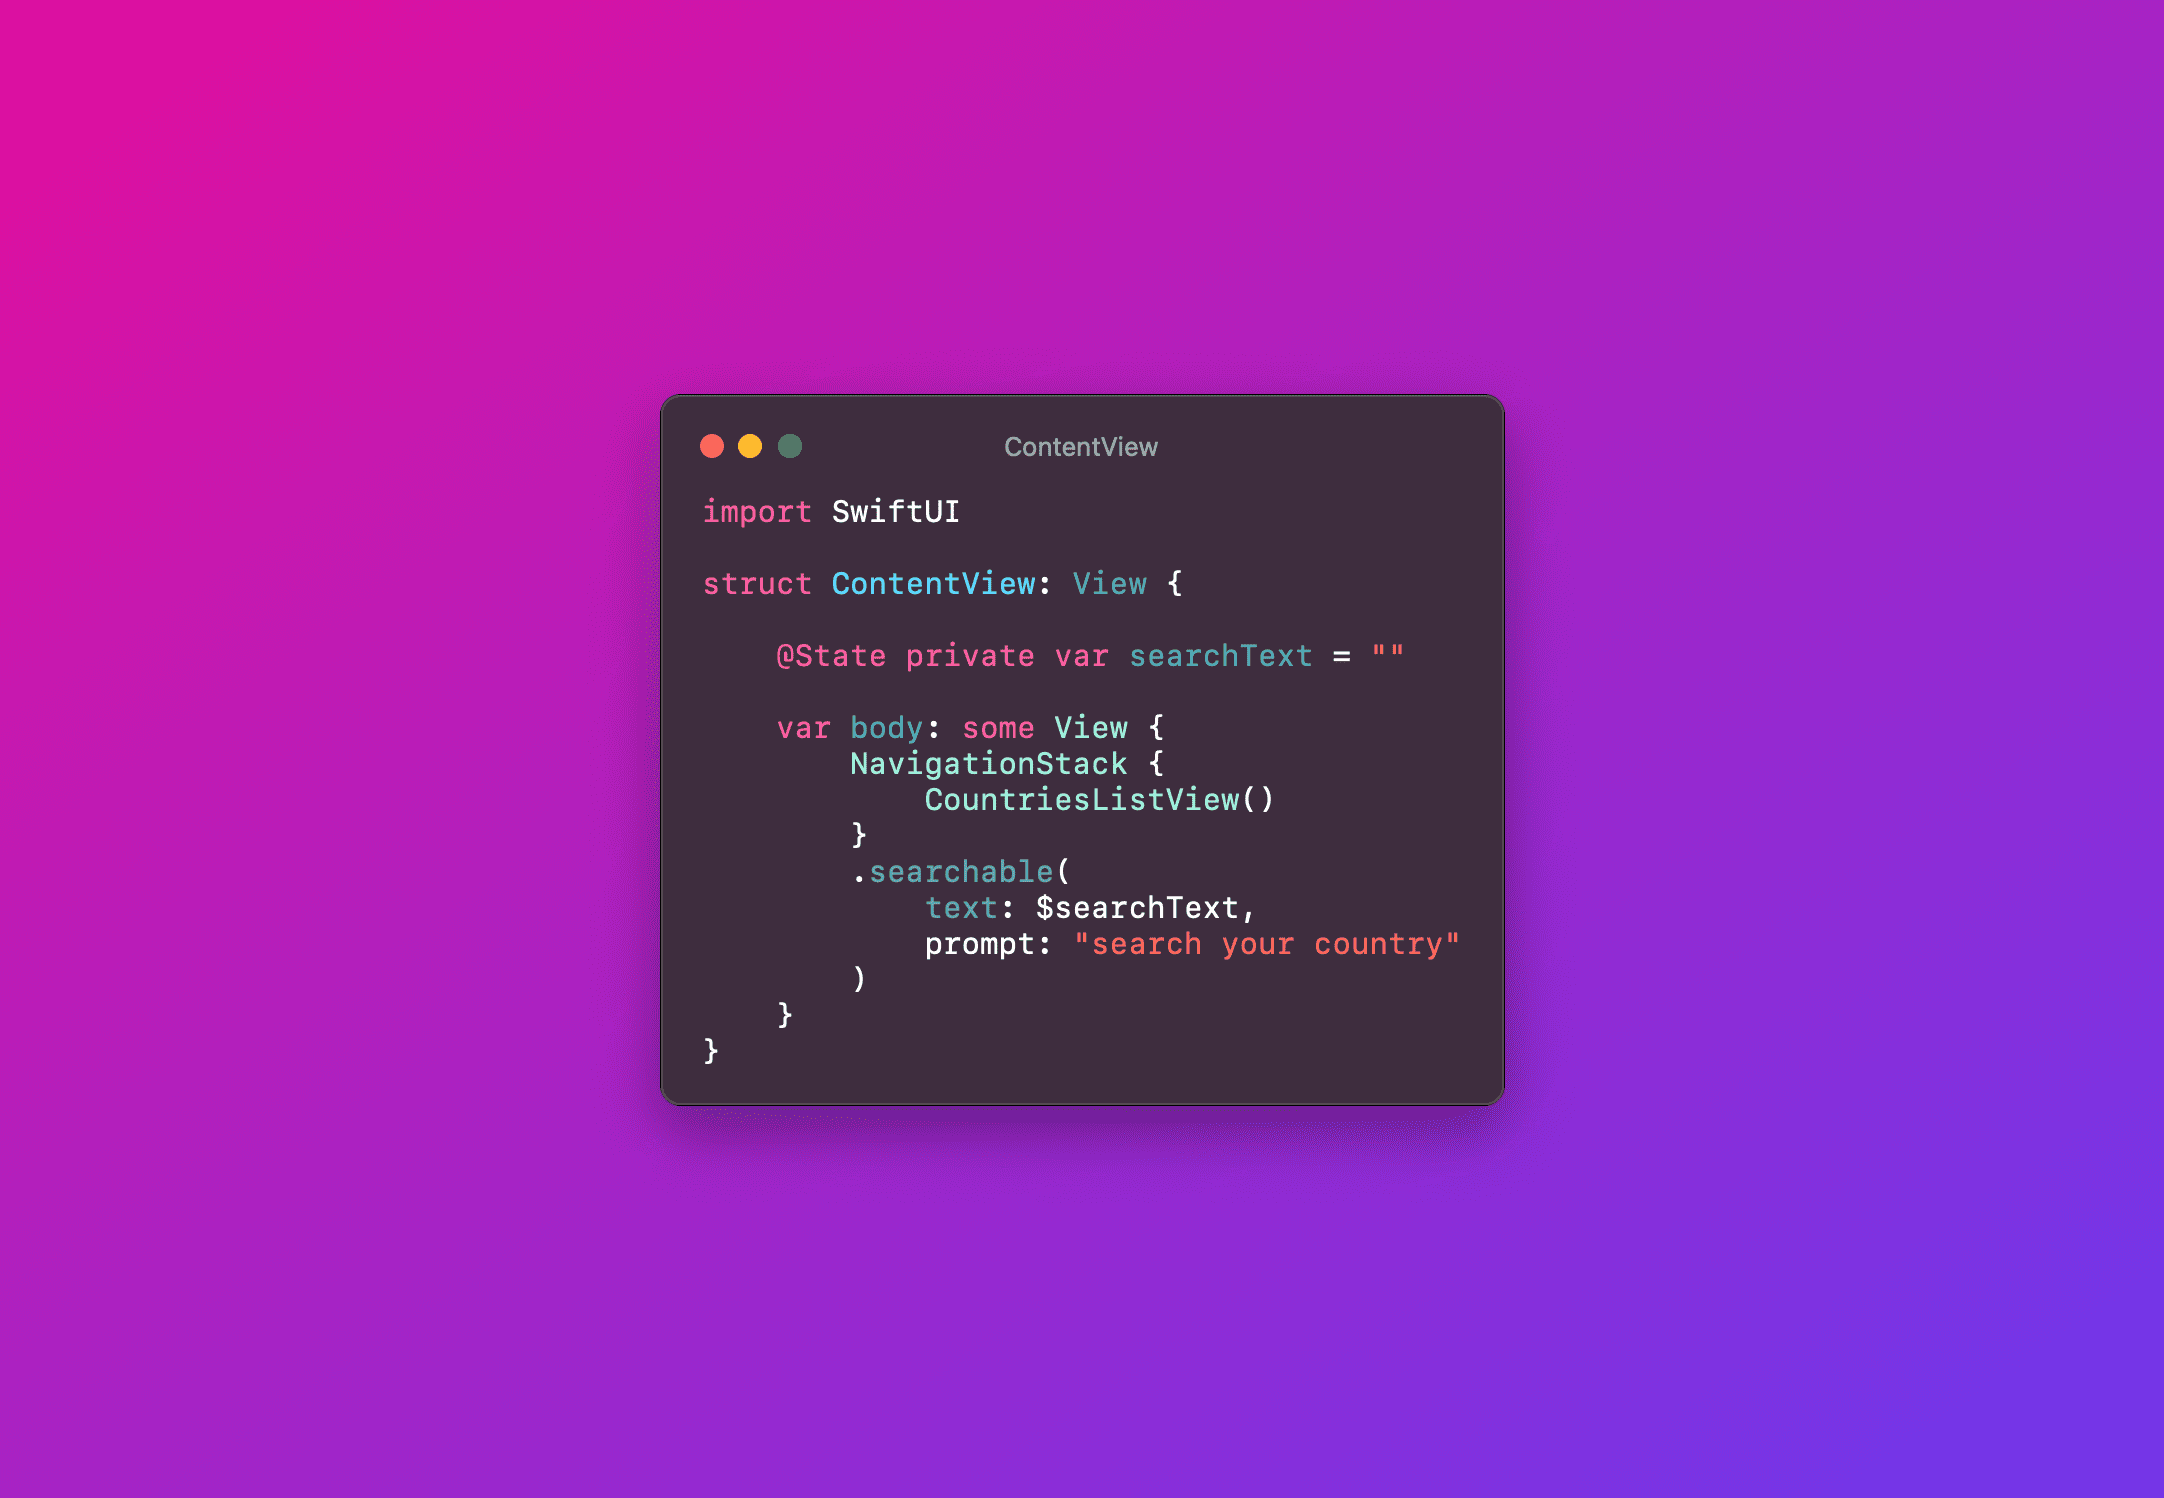 ContentView
import SwiftUI
struct ContentView: View {
@State private var searchText = ""
var body: some View {
NavigationStack {
CountriesListView()
}
.searchable(
text: $searchText,
prompt: "search your country"
)
}
}